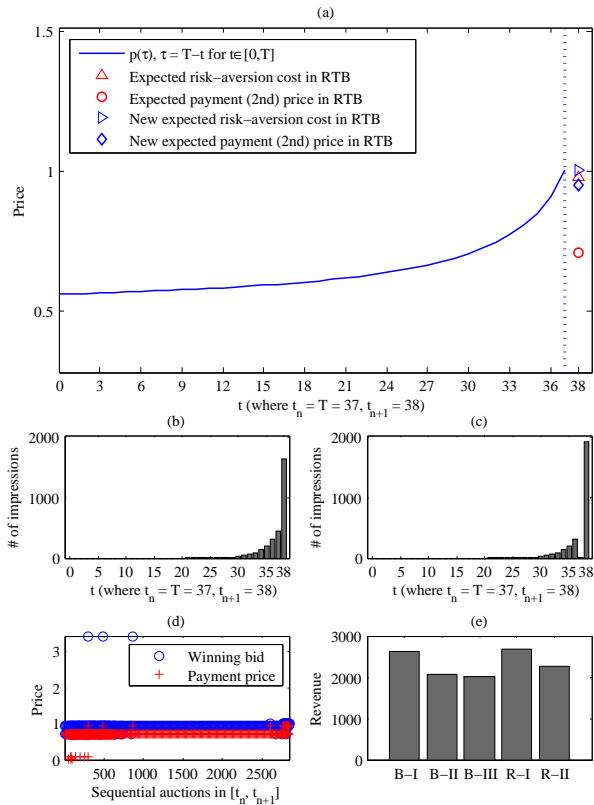 (a)
1.5
1
0.5
Price
p(τ), τ = T−t for t∈[0,T]
Expected risk−aversion cost in RTB
Expected payment (2nd) price in RTB
New expected risk−aversion cost in RTB
New expected payment (2nd) price in RTB
0 3 6 9 12 15 18 21 24 27 30 33 36 38
t (where t_n = T = 37, t_{n+1} = 38)
(b)
2000
1000
0
# of impressions
0 5 10 15 20 25 30 35 38
t (where t_n = T = 37, t_{n+1} = 38)
(c)
2000
1000
0
# of impressions
0 5 10 15 20 25 30 35 38
t (where t_n = T = 37, t_{n+1} = 38)
(d)
3
2
1
0
Price
Winning bid
Payment price
500 1000 1500 2000 2500
Sequential auctions in [t_n, t_{n+1}]
(e)
3000
2000
1000
0
Revenue
B−I B−II B−III R−I R−II